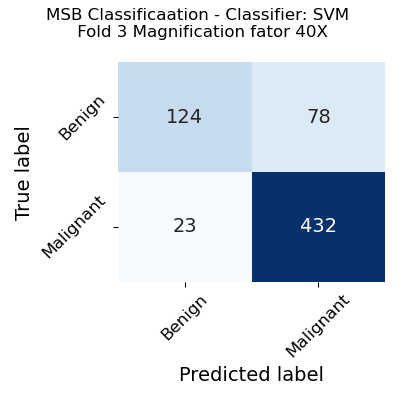 MSB Classificaation - Classifier: SVM
Fold 3 Magnification fator 40X
True label
Benign
124
78
Malignant
23
432
Benign
Malignant
Predicted label